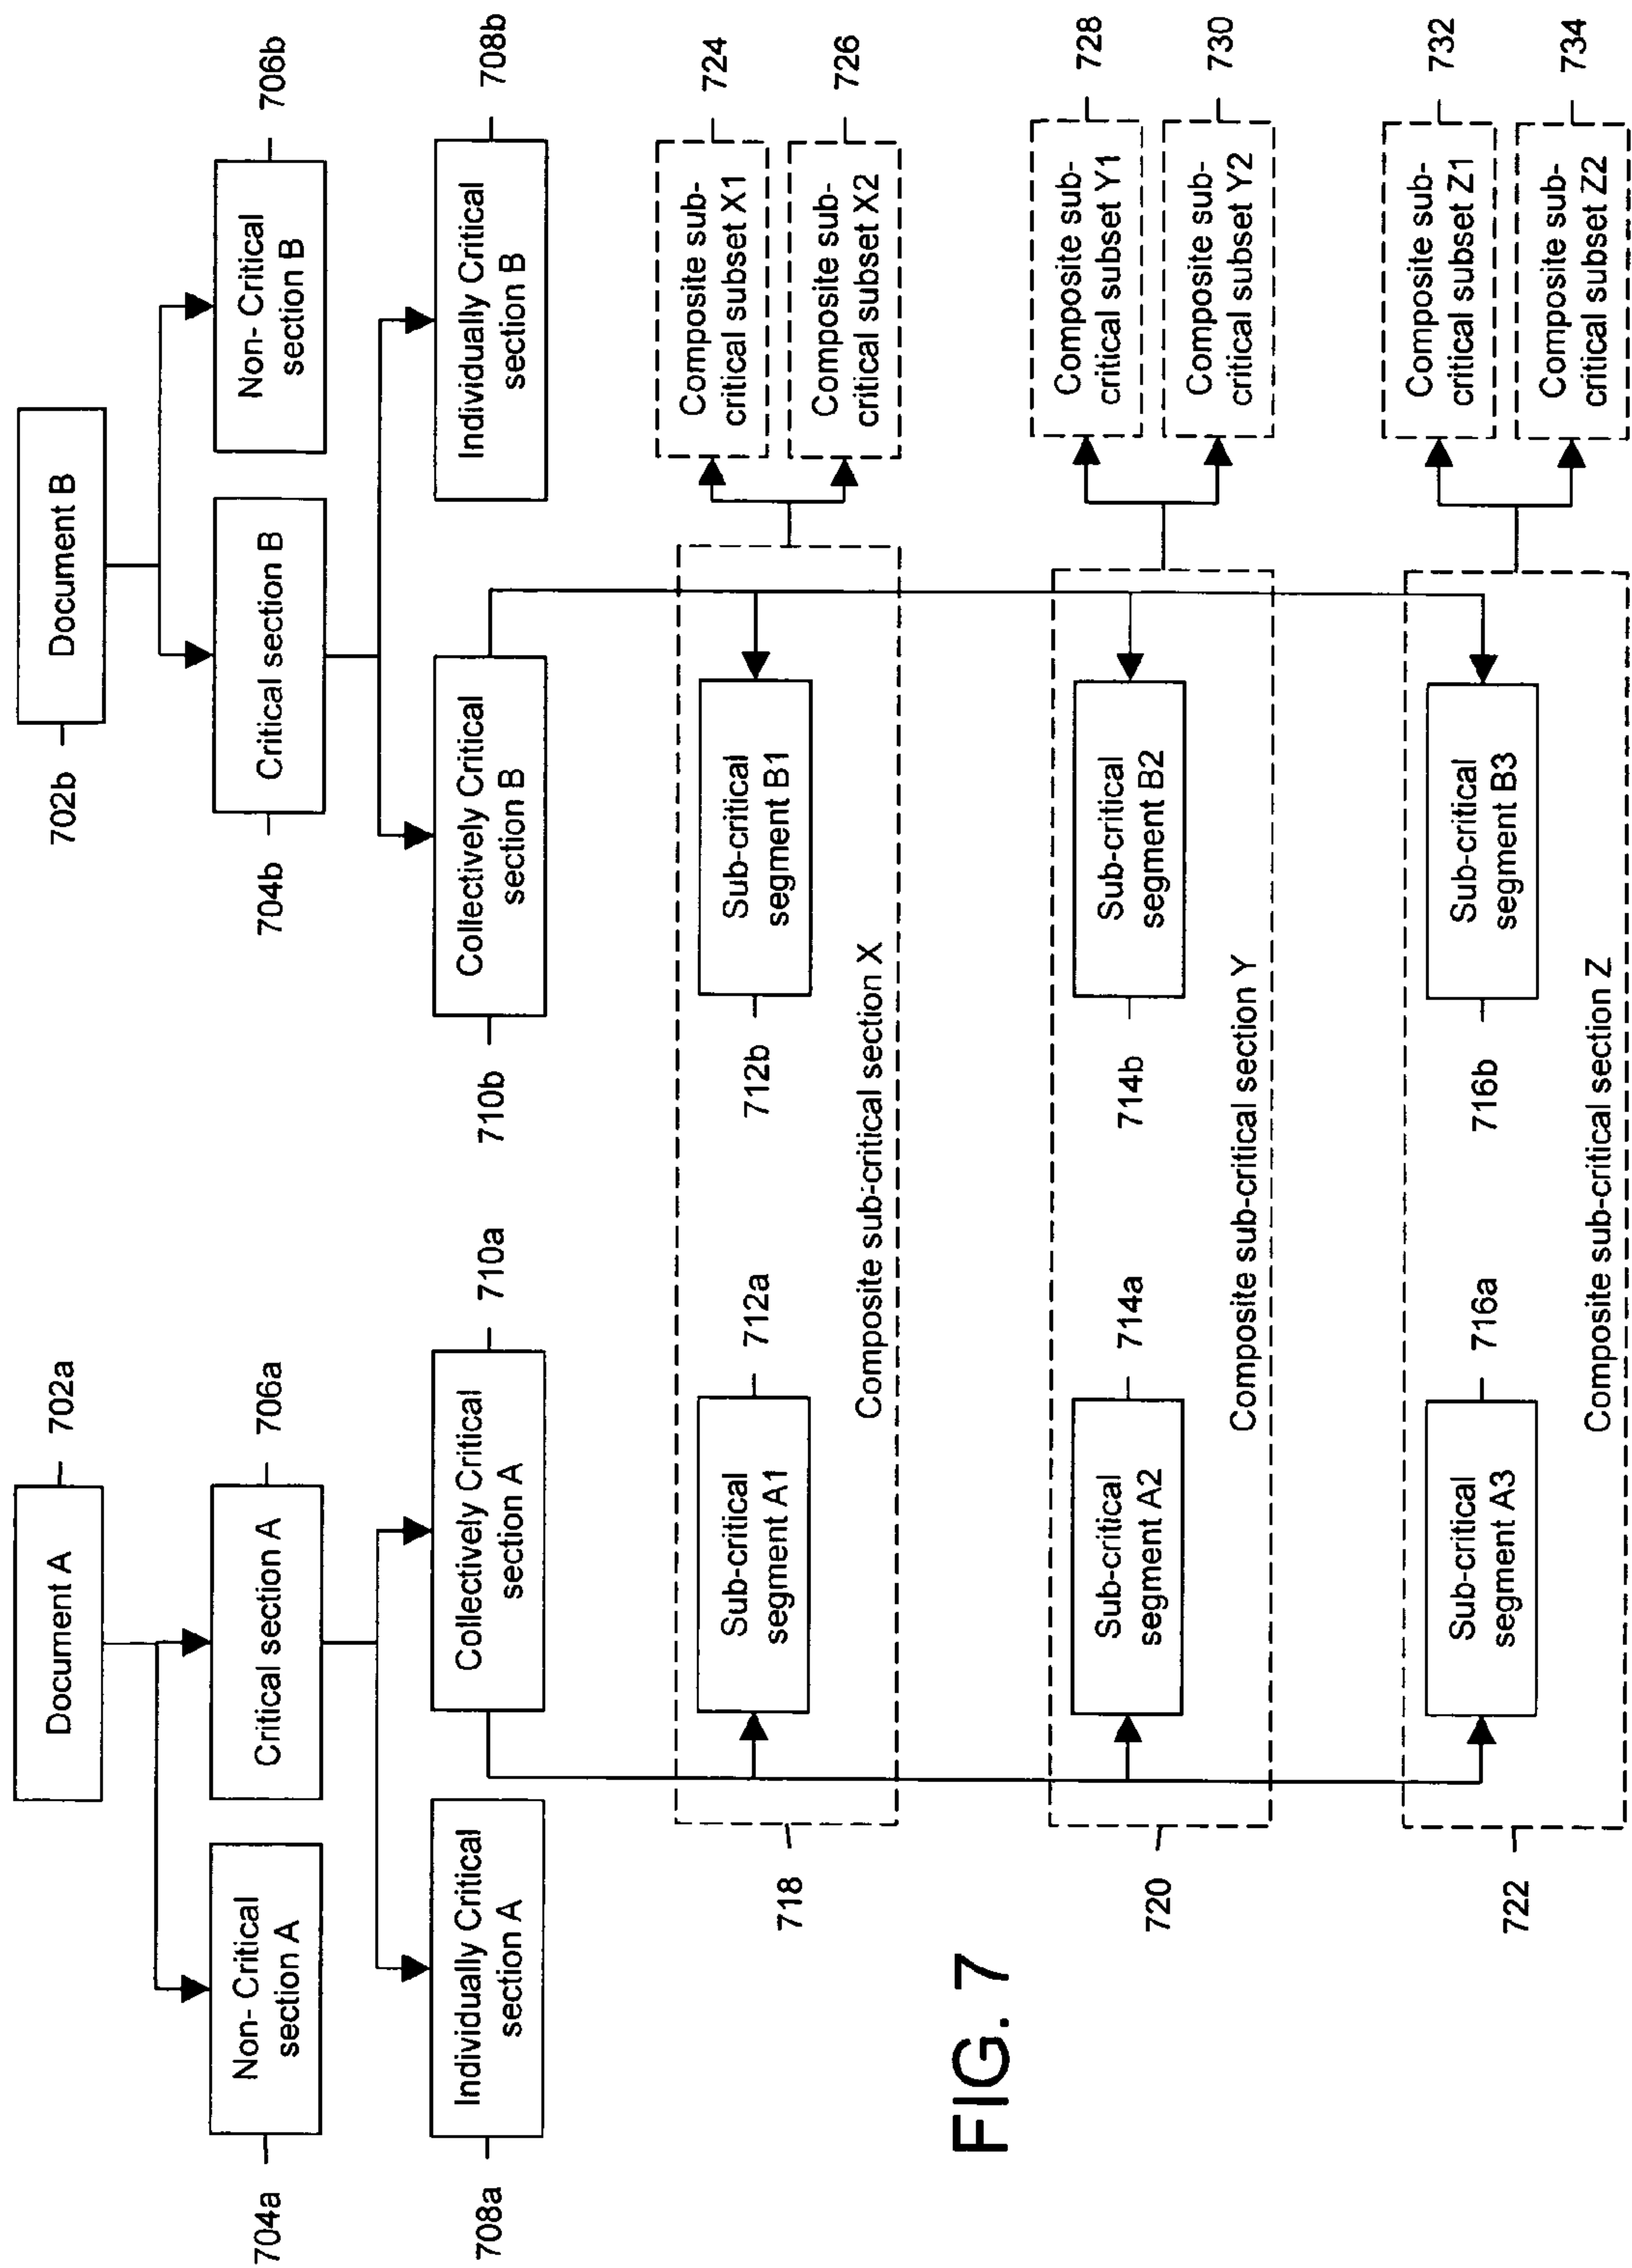 702a
Document A
702b
Document B
704a
Non- Critical
section A
Critical section A
706a
704b
Critical section B
Non- Critical
section B
706b
708a
Individually Critical
section A
Collectively Critical
section A
710a
710b
Collectively Critical
section B
Individually Critical
section B
708b
718
Sub-critical
segment A1
712a
712b
Sub-critical
segment B1
Composite sub-critical section X
Composite sub-
critical subset X1
724
Composite sub-
critical subset X2
726
720
Sub-critical
segment A2
714a
714b
Sub-critical
segment B2
Composite sub-critical section Y
Composite sub-
critical subset Y1
728
Composite sub-
critical subset Y2
730
722
Sub-critical
segment A3
716a
716b
Sub-critical
segment B3
Composite sub-critical section Z
Composite sub-
critical subset Z1
732
Composite sub-
critical subset Z2
734
FIG. 7